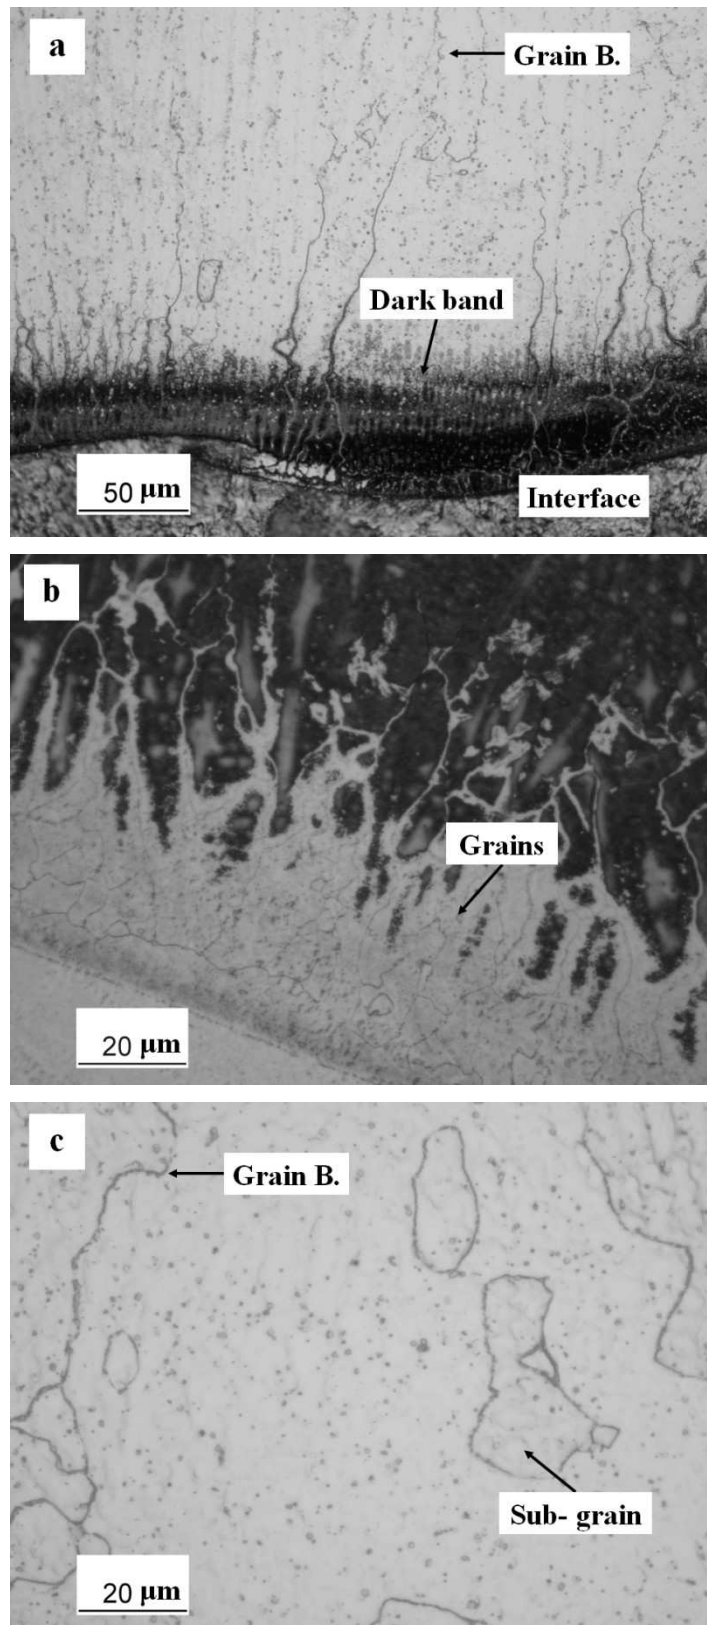 a
Grain B.
Dark band
50 μm
Interface
b
Grains
20 μm
c
Grain B.
Sub- grain
20 μm